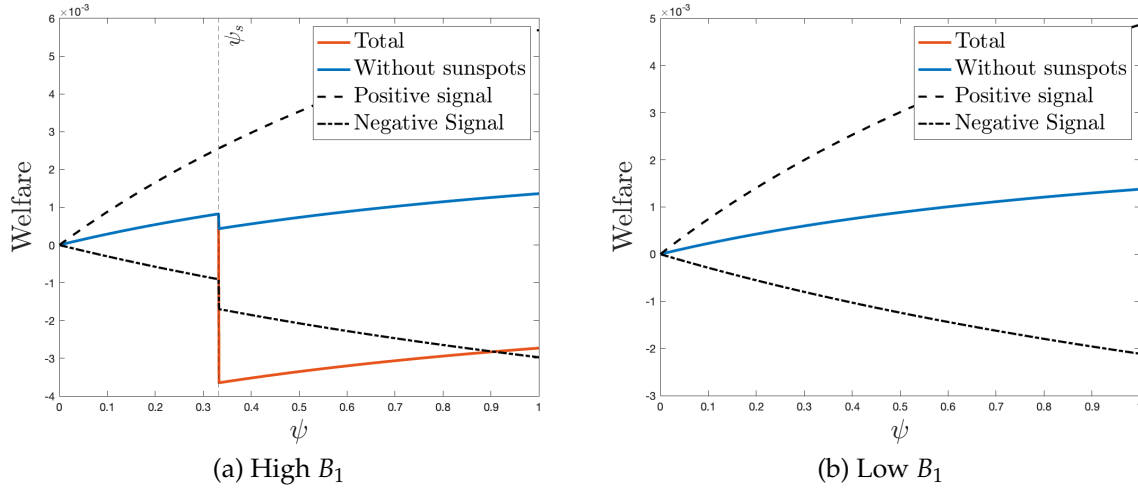 ×10⁻³
6
5
4
3
2
1
0
-1
-2
-3
-4
Welfare
ψₛ
Total
Without sunspots
Positive signal
Negative Signal
0 0.1 0.2 0.3 0.4 0.5 0.6 0.7 0.8 0.9 1
ψ
(a) High B₁
×10⁻³
5
4
3
2
1
0
-1
-2
-3
Welfare
Total
Without sunspots
Positive signal
Negative Signal
0 0.1 0.2 0.3 0.4 0.5 0.6 0.7 0.8 0.9 1
ψ
(b) Low B₁